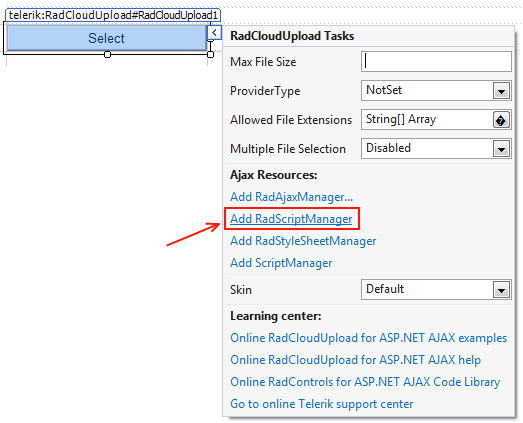 telerik:RadCloudUpload#RadCloudUpload1
Select
RadCloudUpload Tasks
Max File Size
ProviderType NotSet
Allowed File Extensions String[] Array
Multiple File Selection Disabled
Ajax Resources:
Add RadAjaxManager...
Add RadScriptManager
Add RadStyleSheetManager
Add ScriptManager
Skin Default
Learning center:
Online RadCloudUpload for ASP.NET AJAX examples
Online RadCloudUpload for ASP.NET AJAX help
Online RadControls for ASP.NET AJAX Code Library
Go to online Telerik support center